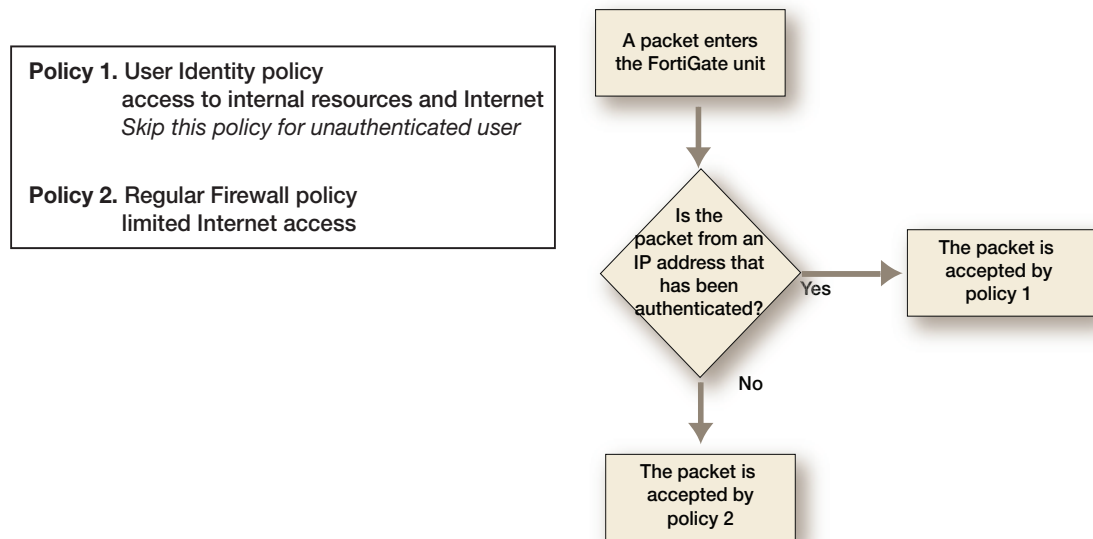 Policy 1. User Identity policy
access to internal resources and Internet
Skip this policy for unauthenticated user
Policy 2. Regular Firewall policy
limited Internet access
A packet enters
the FortiGate unit
Is the
packet from an
IP address that
has been
authenticated?
Yes
The packet is
accepted by
policy 1
No
The packet is
accepted by
policy 2